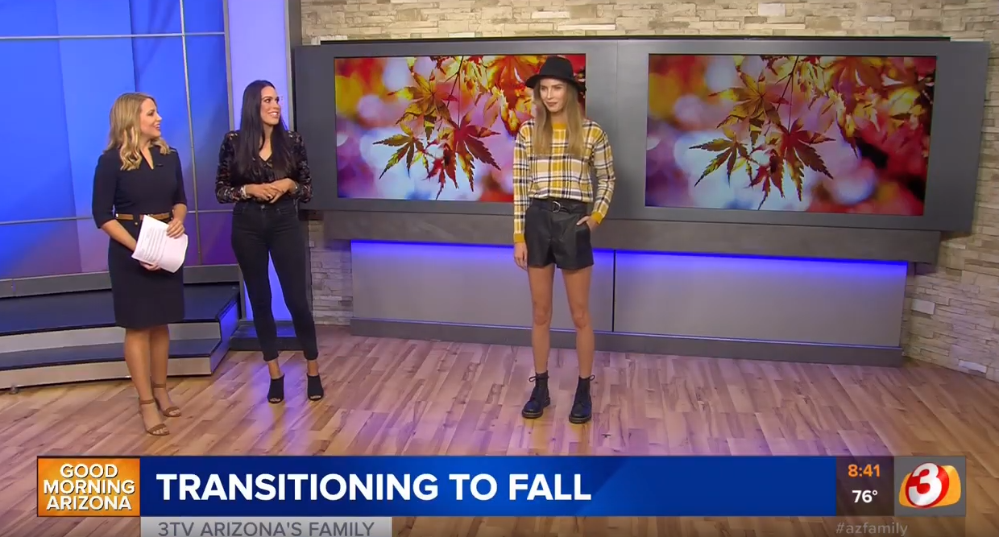 GOOD
MORNING
ARIZONA
TRANSITIONING TO FALL
8:41
76°
3
3TV ARIZONA'S FAMILY
#azfamily